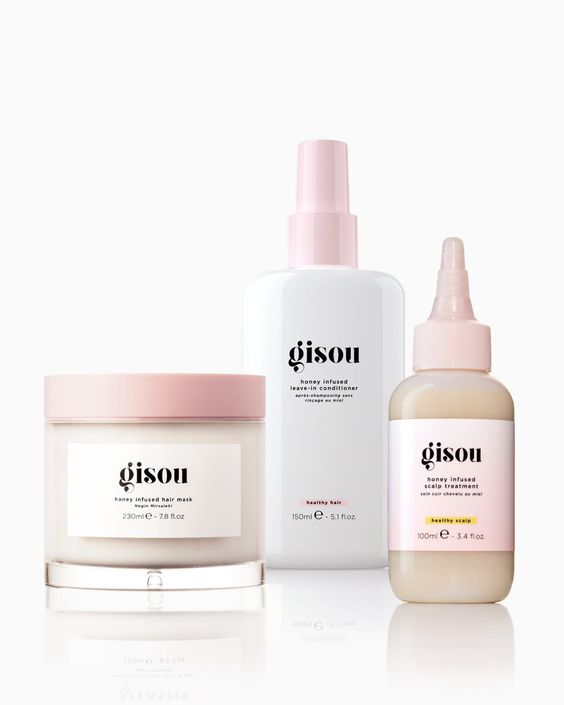 gisou
honey infused hair mask
Negin Mirsalehi
230ml e - 7.8 fl.oz
gisou
honey infused
leave-in conditioner
après-shampooing sans
rinçage au miel
healthy hair
150ml e - 5.1 fl.oz.
gisou
honey infused
scalp treatment
soin cuir chevelu au miel
healthy scalp
100ml e - 3.4 fl.oz.